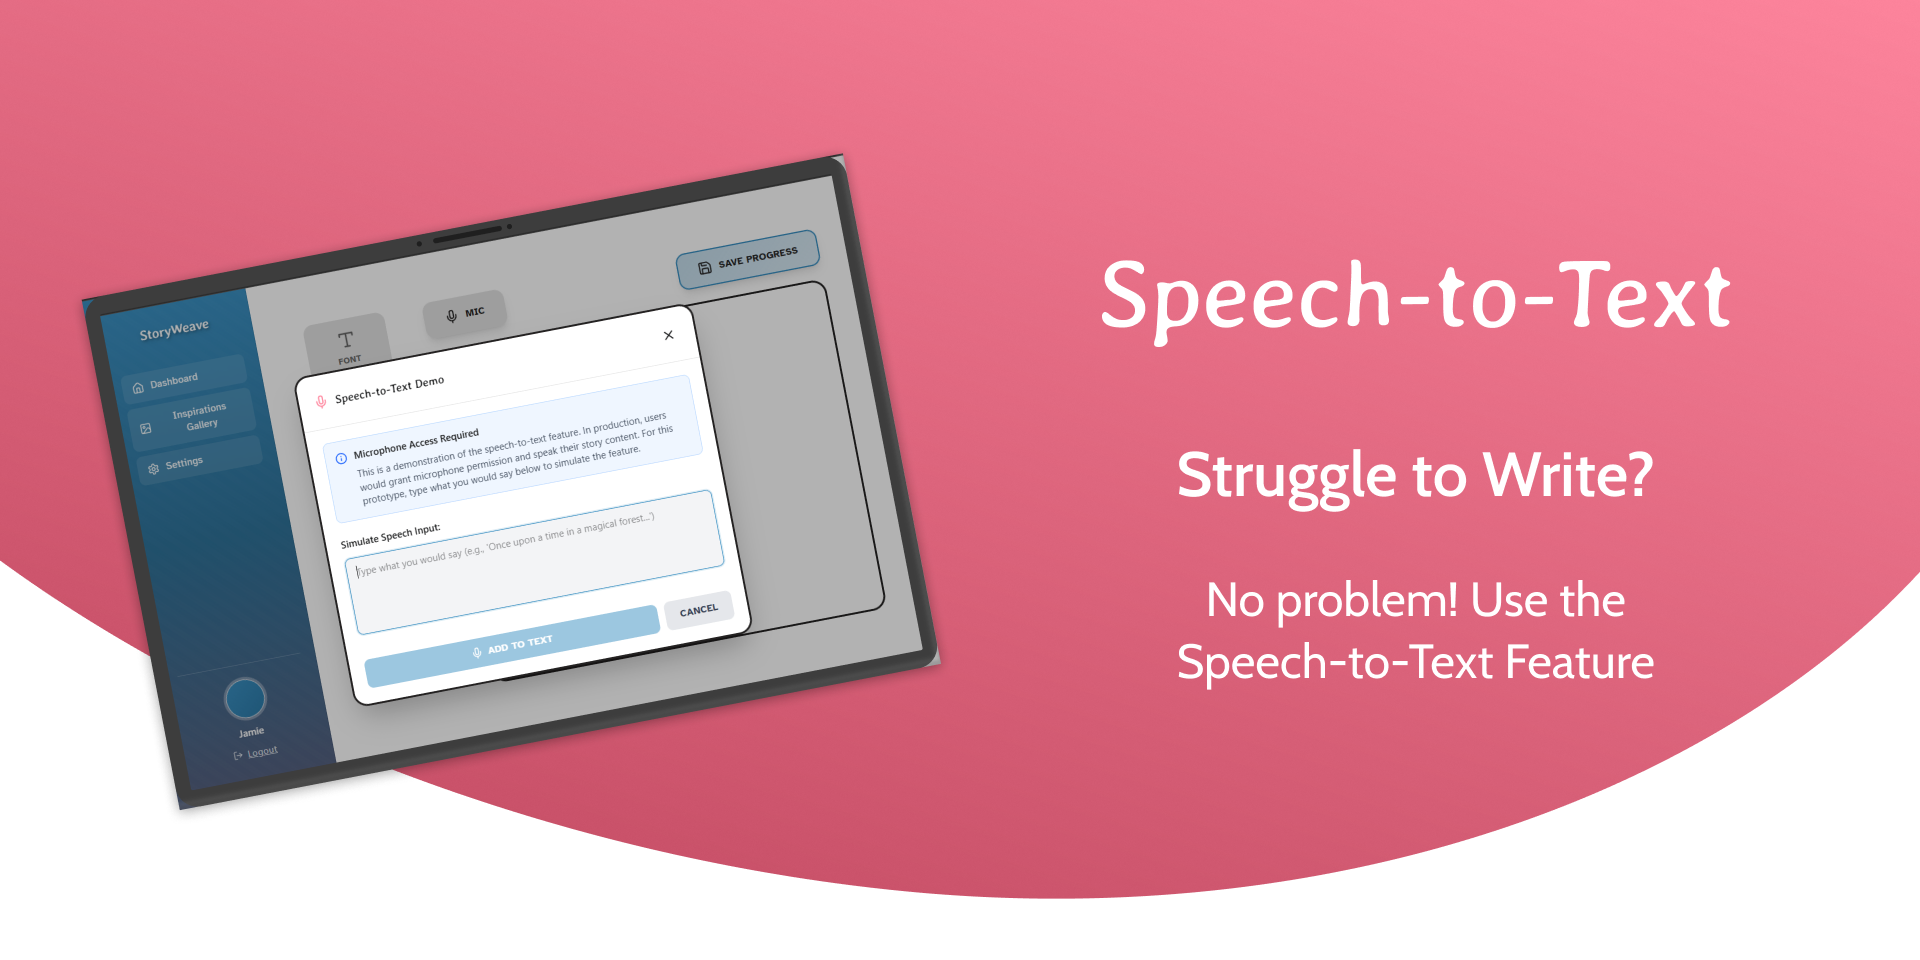 StoryWeave
Dashboard
Inspirations
Gallery
Settings
Jamie
Logout
FONT
MIC
SAVE PROGRESS
Speech-to-Text Demo
Microphone Access Required
This is a demonstration of the speech-to-text feature. In production, users
would grant microphone permission and speak their story content. For this
prototype, type what you would say below to simulate the feature.
Simulate Speech Input:
Type what you would say (e.g., 'Once upon a time in a magical forest...')
ADD TO TEXT
CANCEL
Speech-to-Text
Struggle to Write?
No problem! Use the
Speech-to-Text Feature